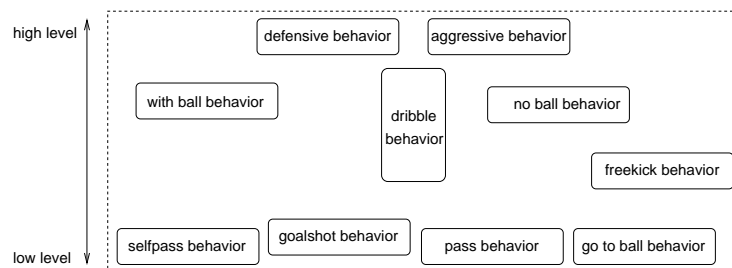 high level
defensive behavior
aggressive behavior
with ball behavior
no ball behavior
dribble
behavior
freekick behavior
selfpass behavior
goalshot behavior
pass behavior
go to ball behavior
low level